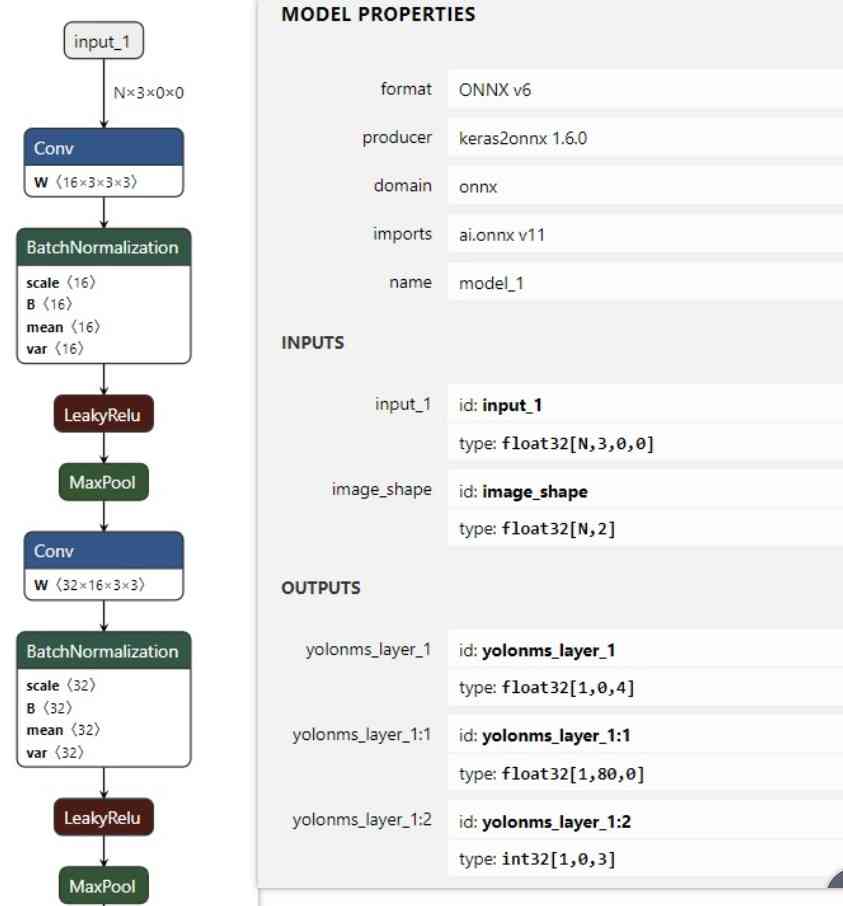 input_1
N×3×0×0
Conv
W ⟨16×3×3×3⟩
BatchNormalization
scale ⟨16⟩
B ⟨16⟩
mean ⟨16⟩
var ⟨16⟩
LeakyRelu
MaxPool
Conv
W ⟨32×16×3×3⟩
BatchNormalization
scale ⟨32⟩
B ⟨32⟩
mean ⟨32⟩
var ⟨32⟩
LeakyRelu
MaxPool
MODEL PROPERTIES
format ONNX v6
producer keras2onnx 1.6.0
domain onnx
imports ai.onnx v11
name model_1
INPUTS
input_1 id: input_1
type: float32[N,3,0,0]
image_shape id: image_shape
type: float32[N,2]
OUTPUTS
yolonms_layer_1 id: yolonms_layer_1
type: float32[1,0,4]
yolonms_layer_1:1 id: yolonms_layer_1:1
type: float32[1,80,0]
yolonms_layer_1:2 id: yolonms_layer_1:2
type: int32[1,0,3]